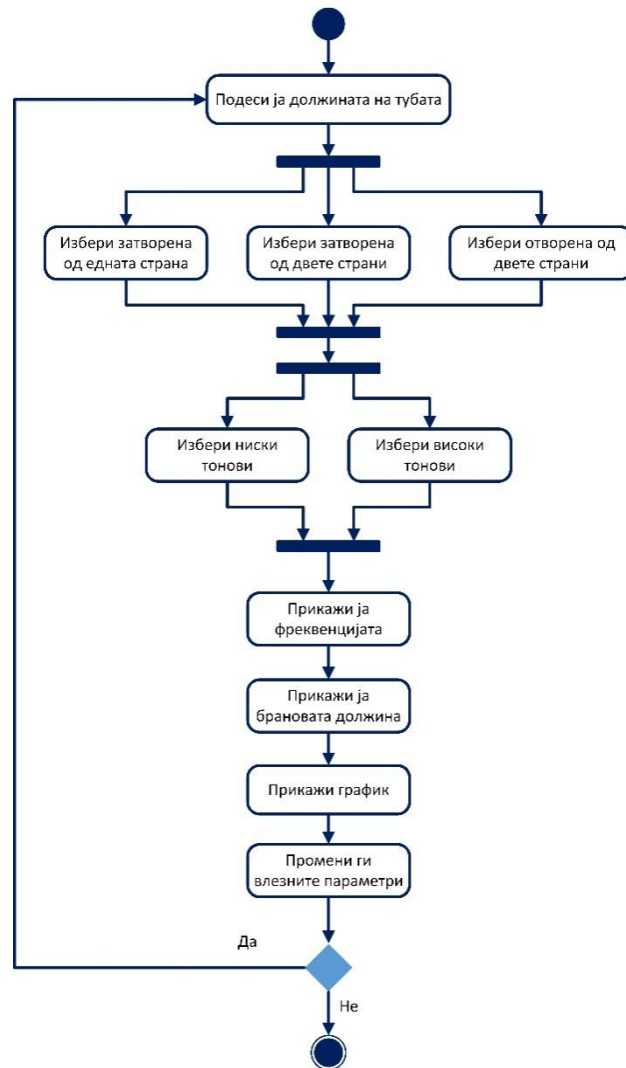 Подеси ја должината на тубата
Избери затворена
од едната страна
Избери затворена
од двете страни
Избери отворена од
двете страни
Избери ниски
тонови
Избери високи
тонови
Прикажи ја
фреквенцијата
Прикажи ја
брановата должина
Прикажи график
Промени ги
влезните параметри
Да
Не